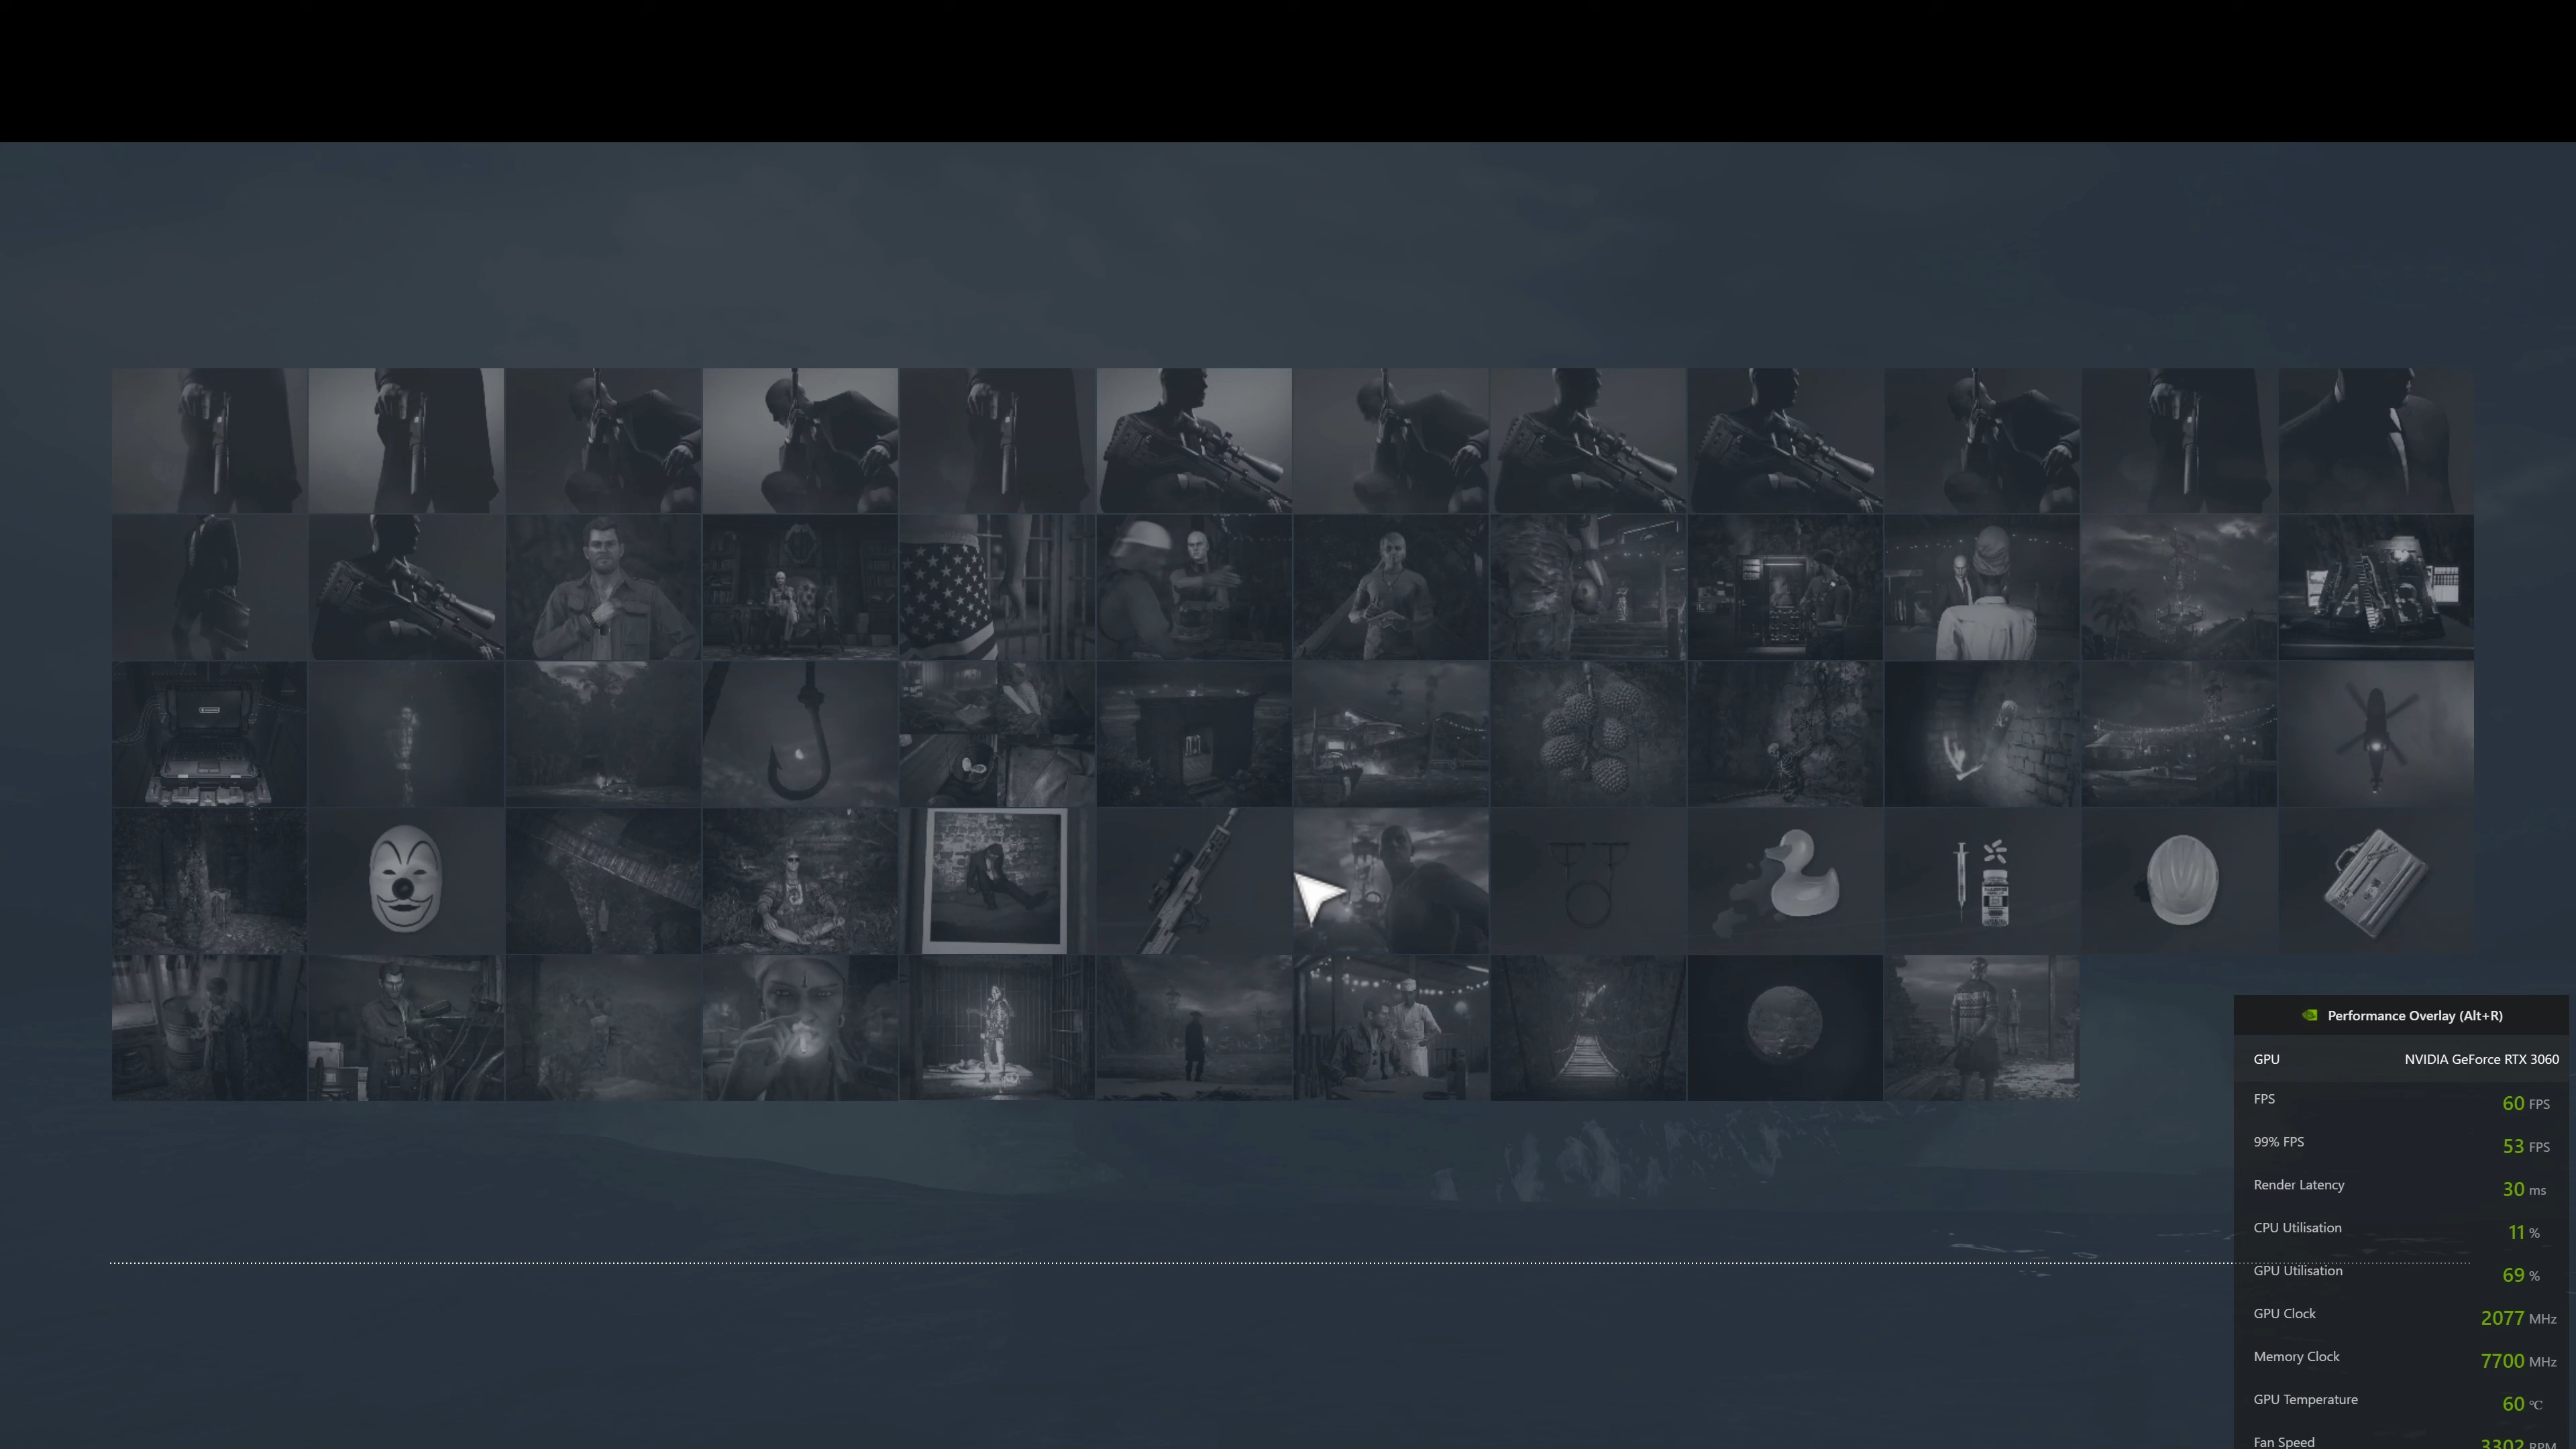 Performance Overlay (Alt+R)
GPU NVIDIA GeForce RTX 3060
FPS 60 FPS
99% FPS 53 FPS
Render Latency 30 ms
CPU Utilisation 11 %
GPU Utilisation 69 %
GPU Clock 2077 MHz
Memory Clock 7700 MHz
GPU Temperature 60 °C
Fan Speed 3302 RPM